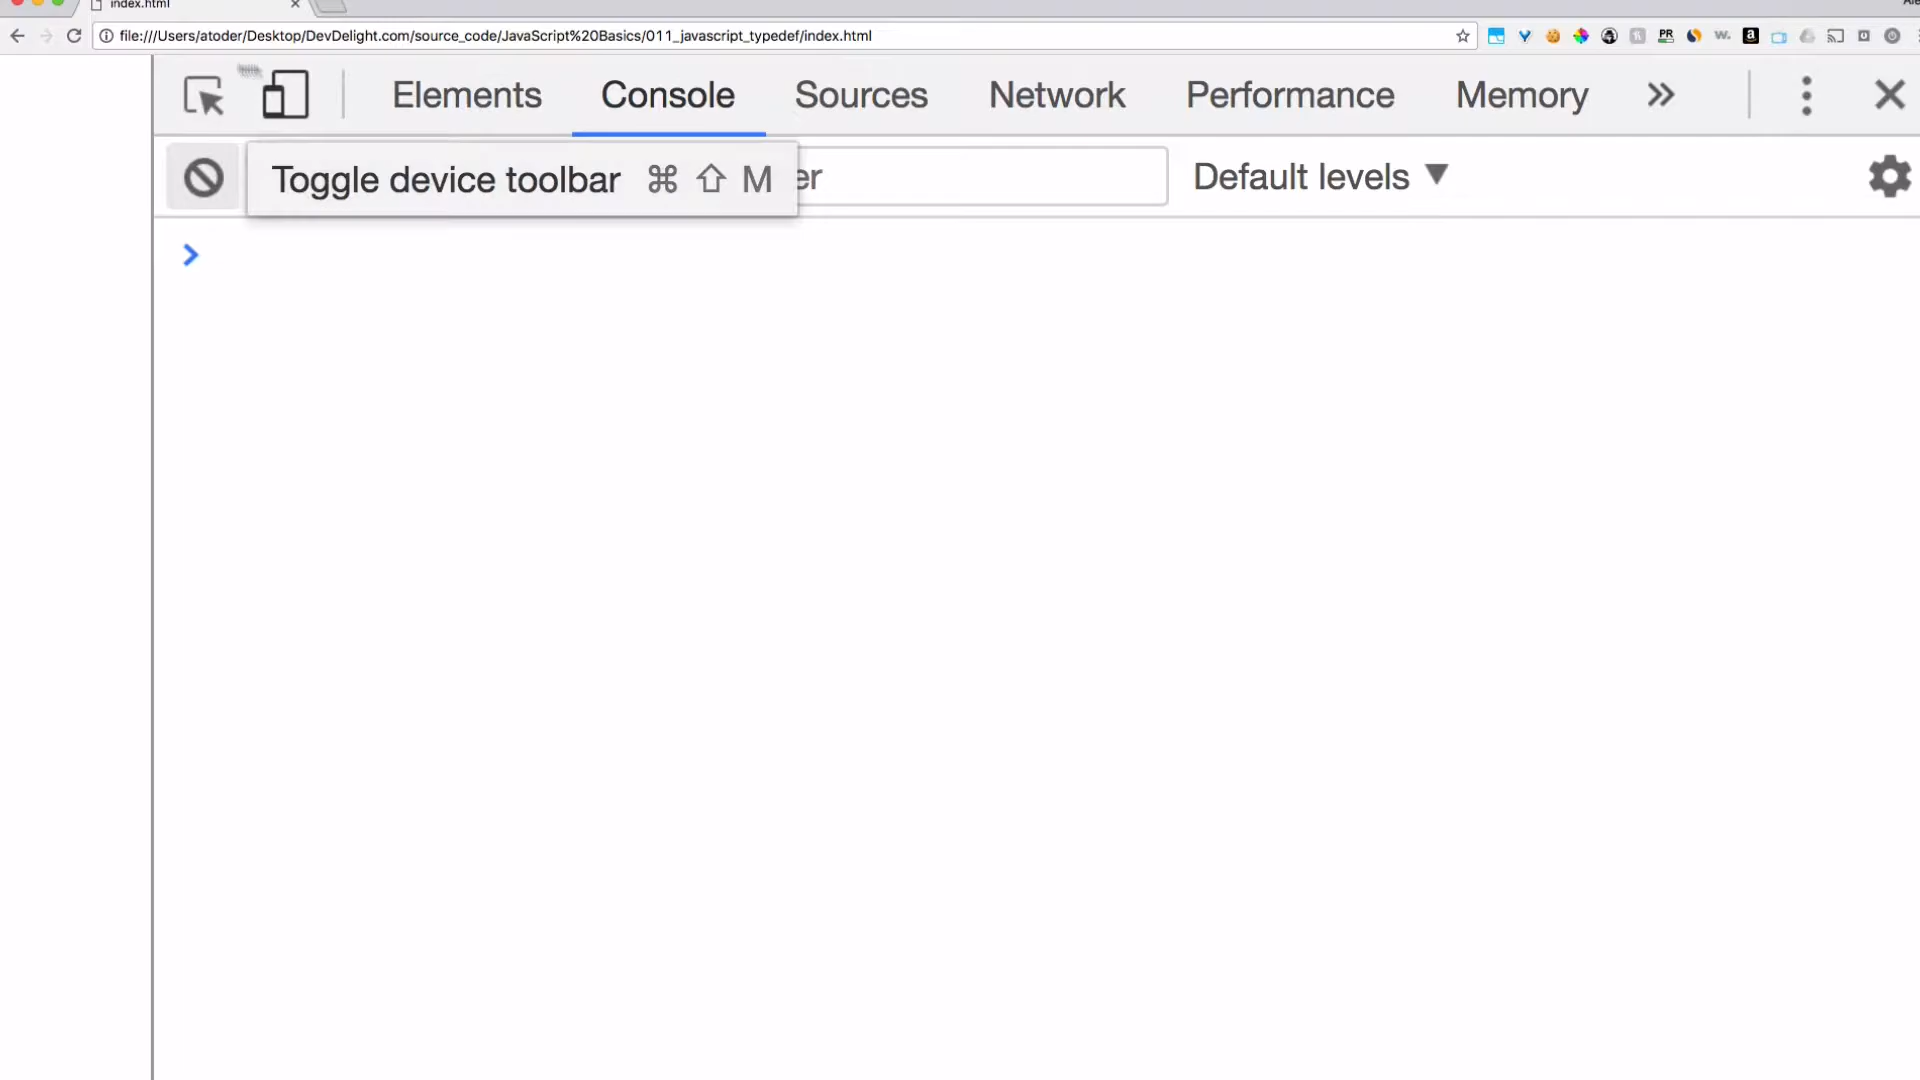 index.html
file:///Users/atoder/Desktop/DevDelight.com/source_code/JavaScript%20Basics/011_javascript_typedef/index.html
PR
w.
a
Elements Console Sources Network Performance Memory
Toggle device toolbar ⌘ ⇧ M er Default levels ▼